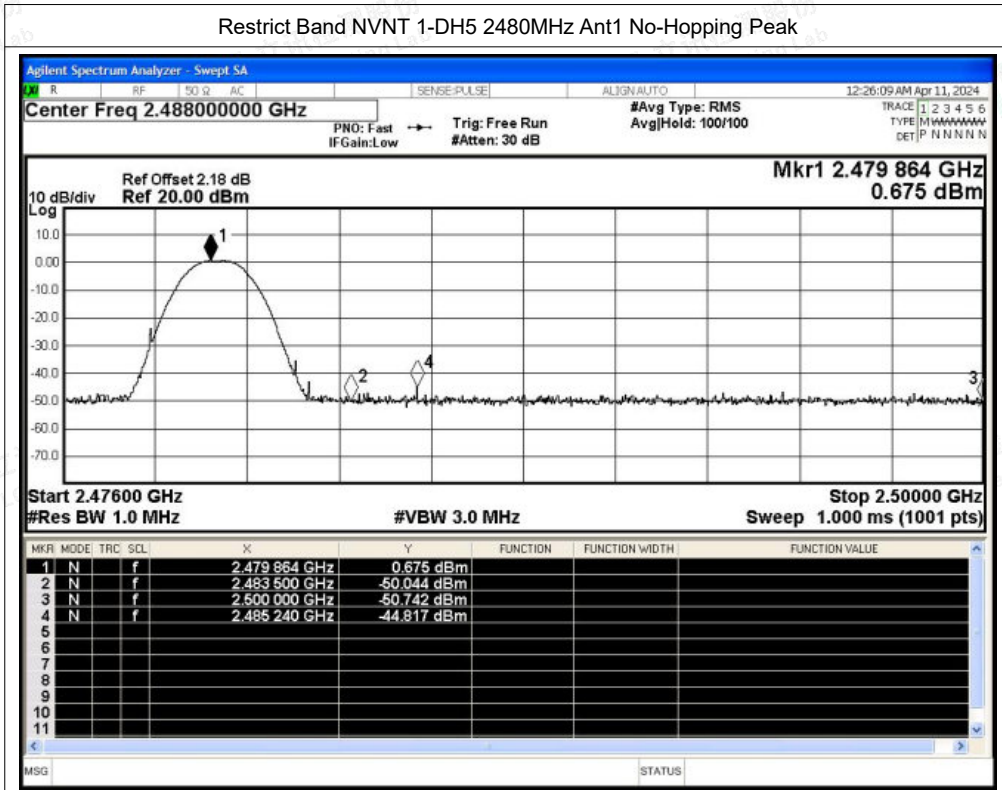 Restrict Band NVNT 1-DH5 2480MHz Ant1 No-Hopping Peak
Agilent Spectrum Analyzer - Swept SA
R RF 50 Ω AC SENSE:PULSE ALIGN AUTO 12:26:09 AM Apr 11, 2024
Center Freq 2.488000000 GHz #Avg Type: RMS TRACE 1 2 3 4 5 6
PNO: Fast Trig: Free Run Avg|Hold: 100/100 TYPE M
IFGain:Low #Atten: 30 dB DET P N N N N N
Mkr1 2.479 864 GHz
Ref Offset 2.18 dB
10 dB/div Ref 20.00 dBm 0.675 dBm
Log
10.0
1
0.00
-10.0
-20.0
-30.0
-40.0
2 4 3
-50.0
-60.0
-70.0
Start 2.47600 GHz Stop 2.50000 GHz
#Res BW 1.0 MHz #VBW 3.0 MHz Sweep 1.000 ms (1001 pts)
MKR MODE TRC SCL X Y FUNCTION FUNCTION WIDTH FUNCTION VALUE
1 N f 2.479 864 GHz 0.675 dBm
2 N f 2.483 500 GHz -50.044 dBm
3 N f 2.500 000 GHz -50.742 dBm
4 N f 2.485 240 GHz -44.817 dBm
5
6
7
8
9
10
11
MSG STATUS